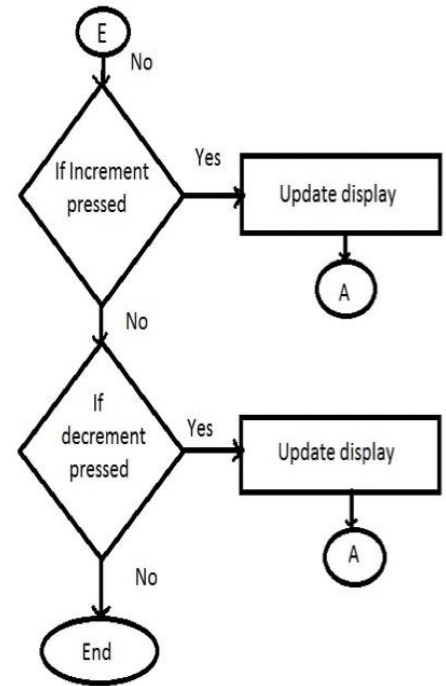 E
No
If Increment
pressed
Yes
Update display
A
No
If
decrement
pressed
Yes
Update display
A
No
End